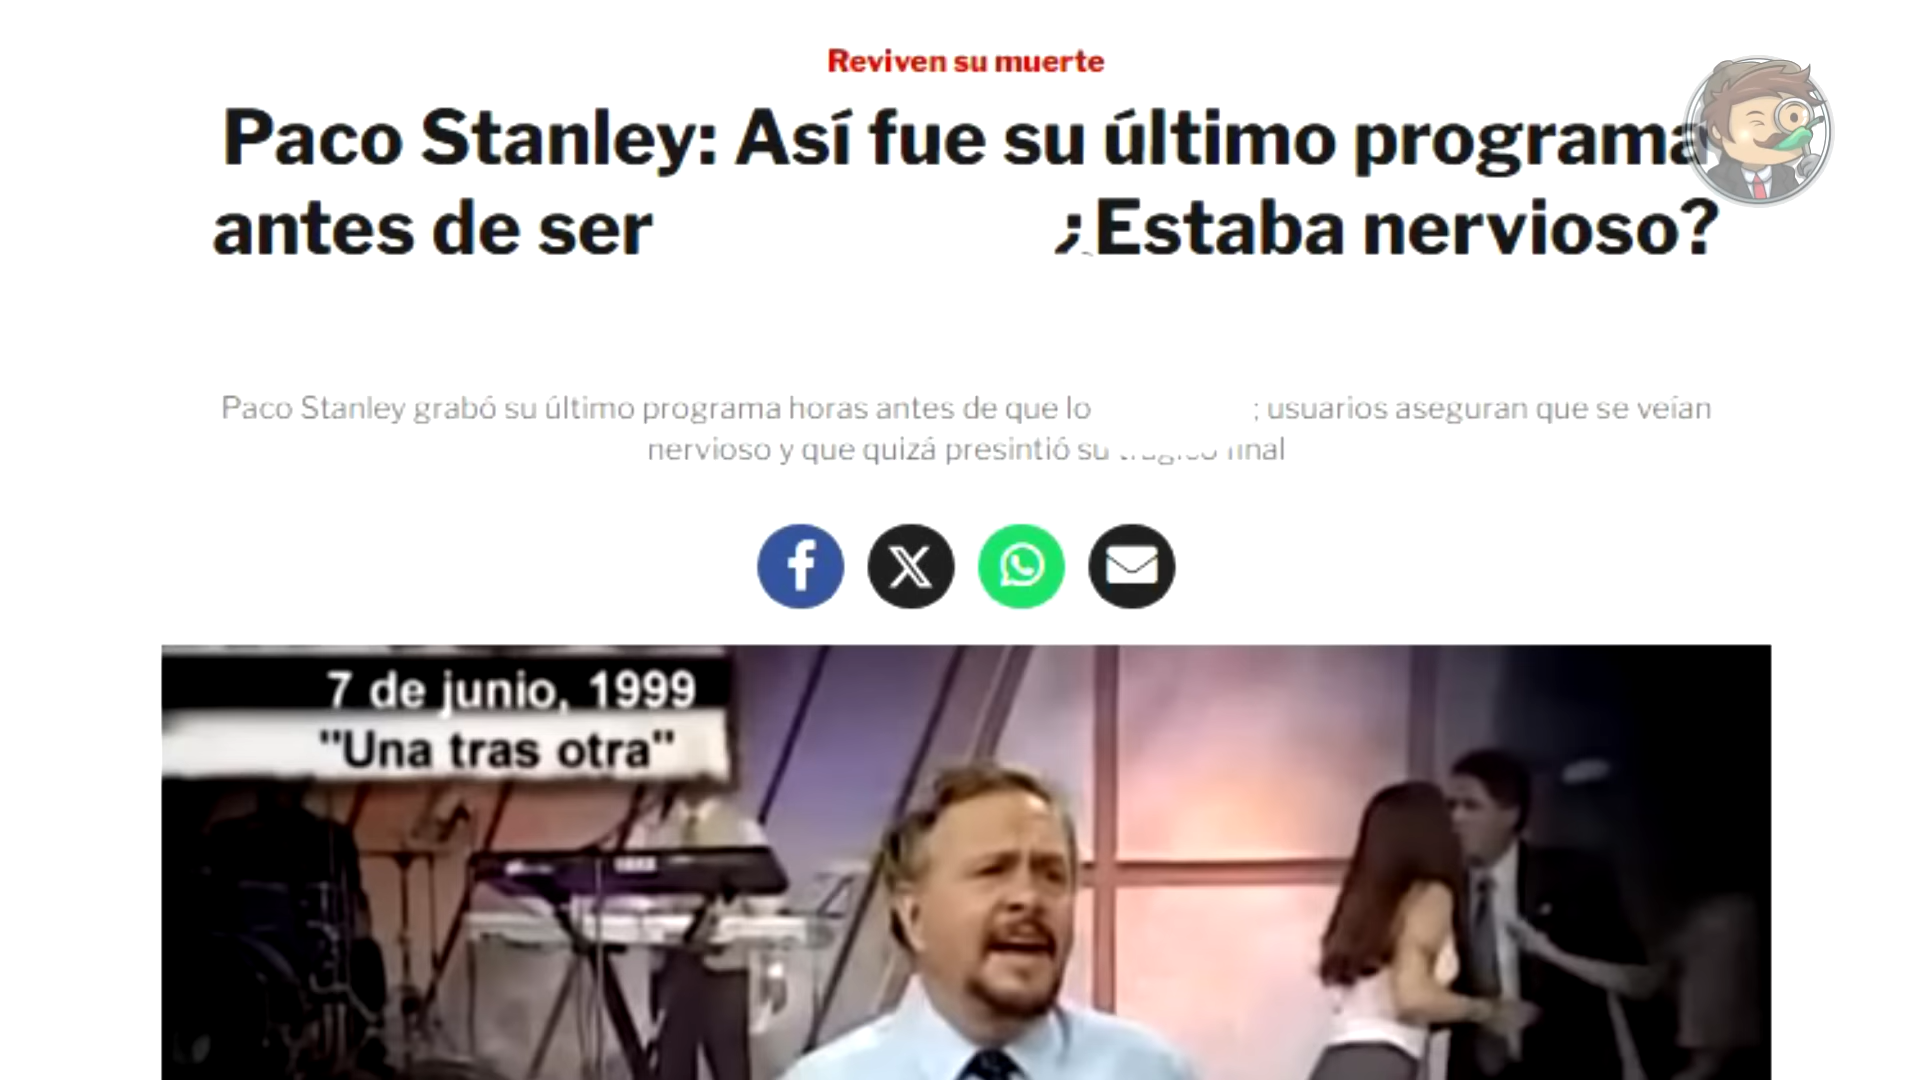 Reviven su muerte
Paco Stanley: Así fue su último programa
antes de ser ¿Estaba nervioso?
Paco Stanley grabó su último programa horas antes de que lo ; usuarios aseguran que se veían
nervioso y que quizá presintió su final
7 de junio, 1999
"Una tras otra"